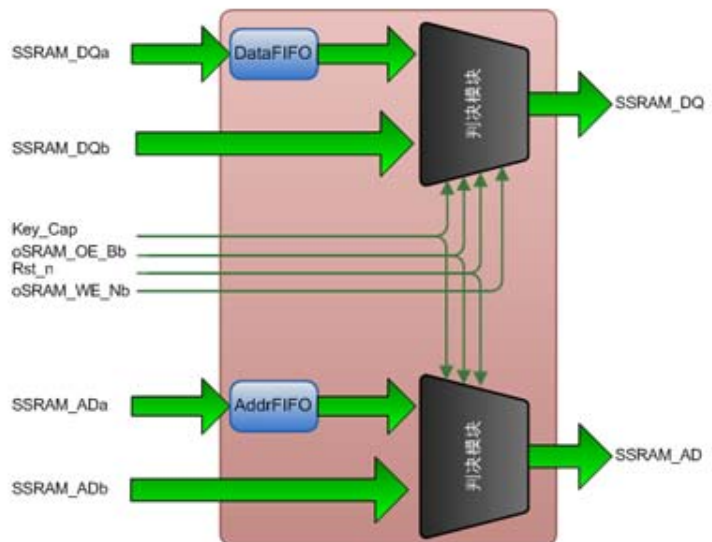 SSRAM_DQa
DataFIFO
判决模块
SSRAM_DQ
SSRAM_DQb
Key_Cap
oSRAM_OE_Bb
Rst_n
oSRAM_WE_Nb
SSRAM_ADa
AddrFIFO
判决模块
SSRAM_AD
SSRAM_ADb